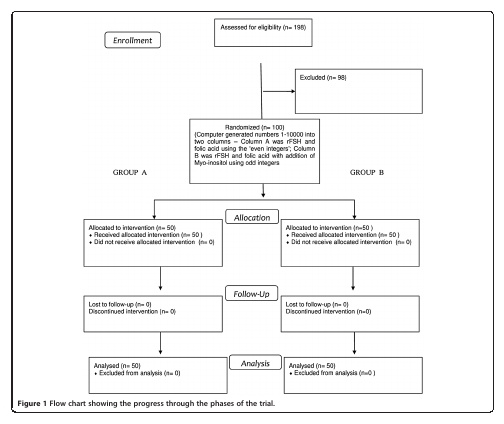 Assessed for eligibility (n= 198)
Enrollment
Excluded (n= 98)
Randomized (n= 100)
(Computer generated numbers 1-10000 into
two columns – Column A was rFSH and
folic acid using the 'even integers'; Column
B was rFSH and folic acid with addition of
Myo-inositol using odd integers
GROUP A
GROUP B
Allocation
Allocated to intervention (n= 50)
♦ Received allocated intervention (n= 50 )
♦ Did not receive allocated intervention (n= 0)
Allocated to intervention (n=50 )
♦ Received allocated intervention (n= 50 )
♦ Did not receive allocated intervention (n= 0)
Follow-Up
Lost to follow-up (n= 0)
Discontinued intervention (n= 0)
Lost to follow-up (n= 0)
Discontinued intervention (n=0)
Analysis
Analysed (n= 50)
♦ Excluded from analysis (n= 0)
Analysed (n= 50)
♦ Excluded from analysis (n=0 )
Figure 1 Flow chart showing the progress through the phases of the trial.